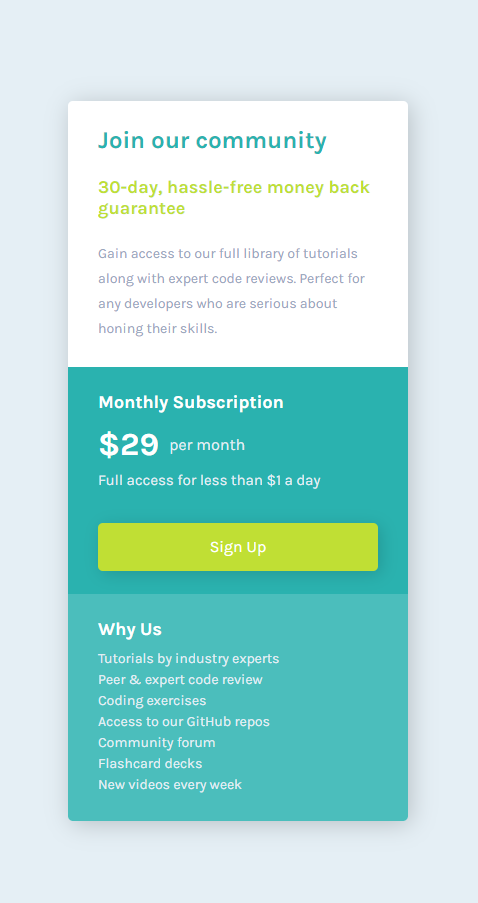 Join our community
30-day, hassle-free money back
guarantee
Gain access to our full library of tutorials
along with expert code reviews. Perfect for
any developers who are serious about
honing their skills.
Monthly Subscription
$29 per month
Full access for less than $1 a day
Sign Up
Why Us
Tutorials by industry experts
Peer & expert code review
Coding exercises
Access to our GitHub repos
Community forum
Flashcard decks
New videos every week